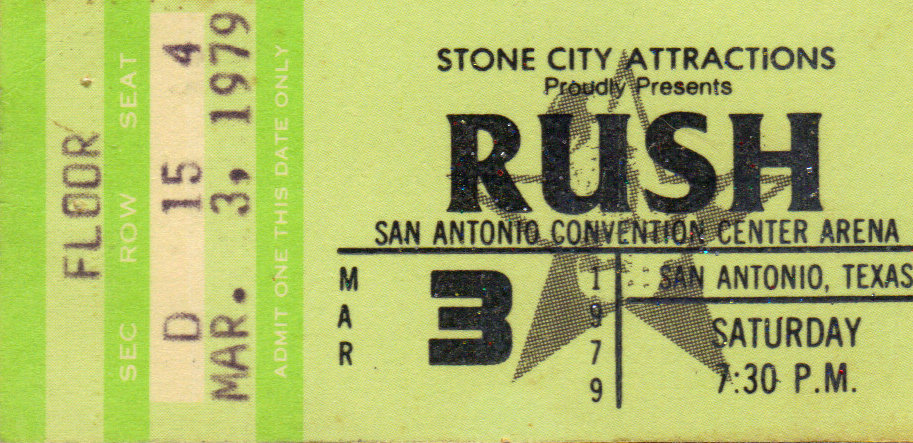 FLOOR
SEC ROW SEAT
D 15 4
MAR. 3, 1979
ADMIT ONE THIS DATE ONLY
STONE CITY ATTRACTIONS
Proudly Presents
RUSH
SAN ANTONIO CONVENTION CENTER ARENA
MAR 3 1979
SAN ANTONIO, TEXAS
SATURDAY
7:30 P.M.